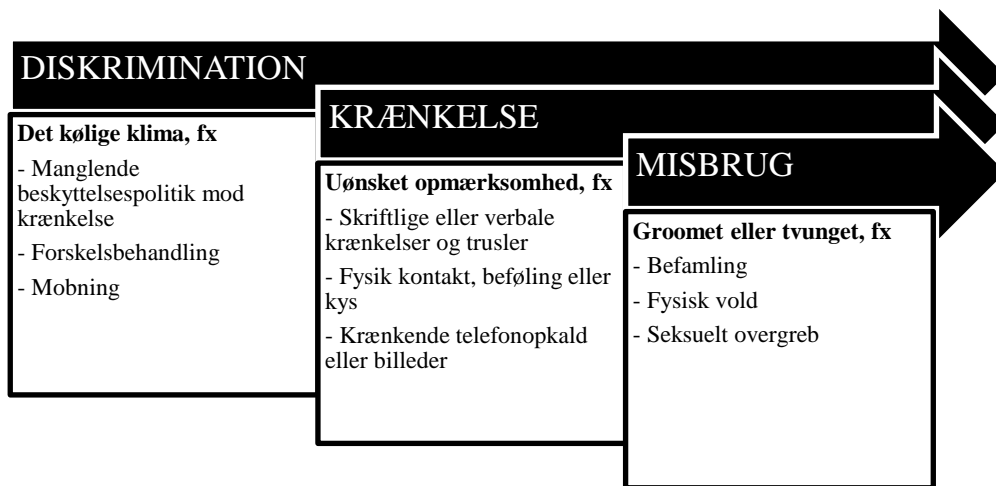 DISKRIMINATION
Det kølige klima, fx
- Manglende
beskyttelsespolitik mod
krænkelse
- Forskelsbehandling
- Mobning
KRÆNKELSE
Uønsket opmærksomhed, fx
- Skriftlige eller verbale
krænkelser og trusler
- Fysik kontakt, beføling eller
kys
- Krænkende telefonopkald
eller billeder
MISBRUG
Groomet eller tvunget, fx
- Befamling
- Fysisk vold
- Seksuelt overgreb